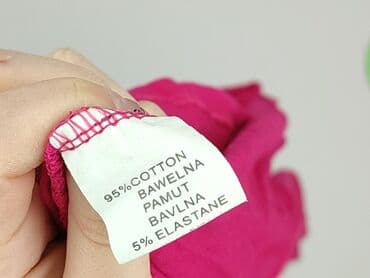 95% COTTON
BAWEŁNA
PAMUT
BAVLNA
5% ELASTANE